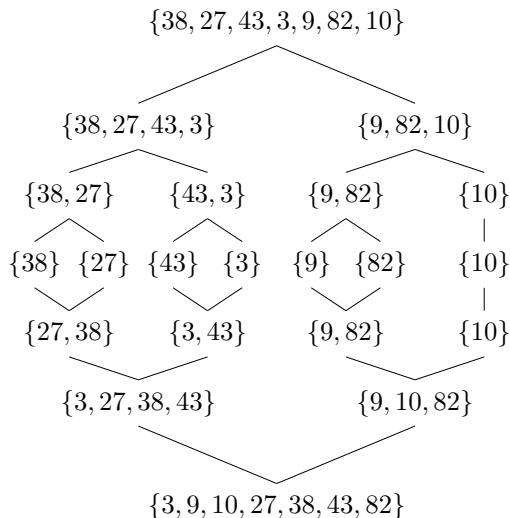 {38, 27, 43, 3, 9, 82, 10}
{38, 27, 43, 3} {9, 82, 10}
{38, 27} {43, 3} {9, 82} {10}
{38} {27} {43} {3} {9} {82} {10}
{27, 38} {3, 43} {9, 82} {10}
{3, 27, 38, 43} {9, 10, 82}
{3, 9, 10, 27, 38, 43, 82}